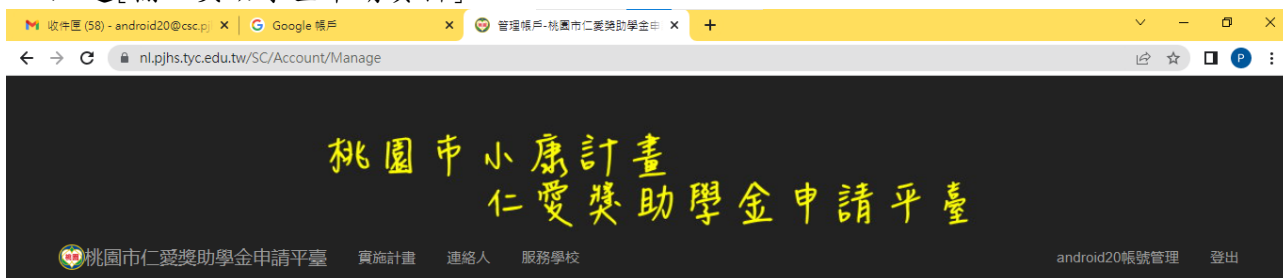 收件匣 (58) - android20@csc.pj
Google 帳戶
管理帳戶-桃園市仁愛獎助學金申
nl.pjhs.tyc.edu.tw/SC/Account/Manage
P
桃園市小康計畫
仁愛獎助學金申請平臺
桃園市仁愛獎助學金申請平臺 實施計畫 連絡人 服務學校 android20帳號管理 登出